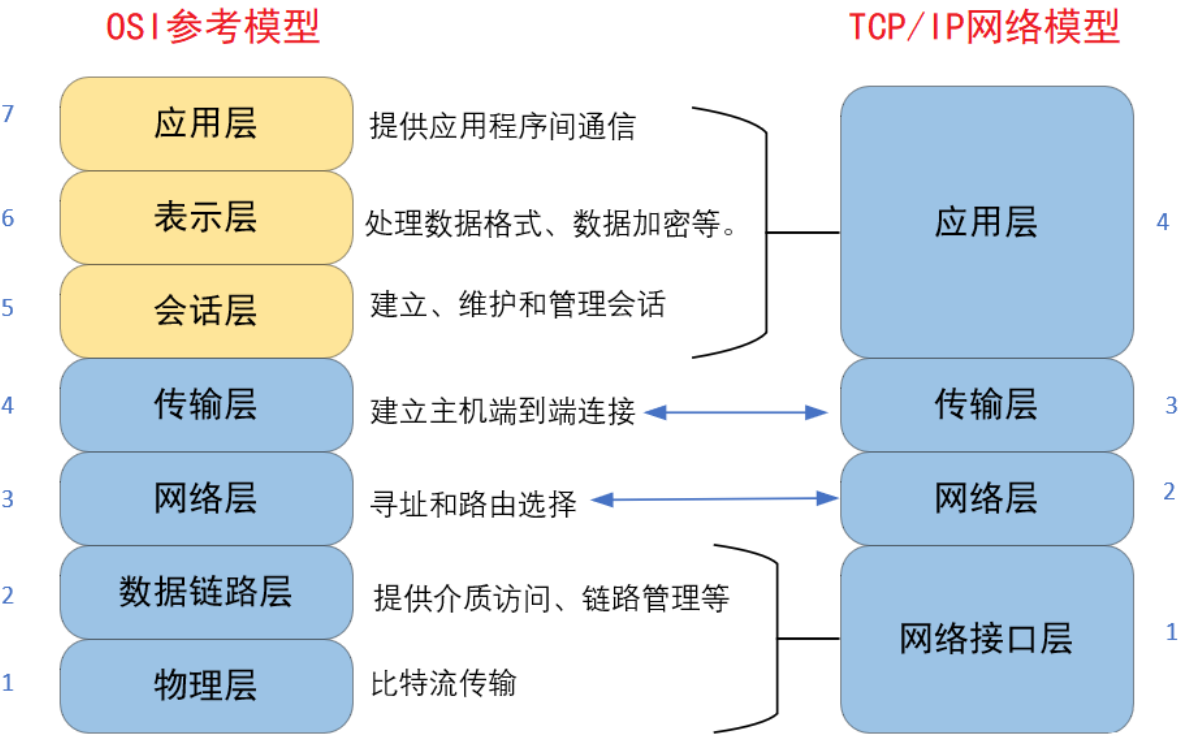 OSI参考模型 TCP/IP网络模型
7 应用层 提供应用程序间通信
6 表示层 处理数据格式、数据加密等。 应用层 4
5 会话层 建立、维护和管理会话
4 传输层 建立主机端到端连接 传输层 3
3 网络层 寻址和路由选择 网络层 2
2 数据链路层 提供介质访问、链路管理等
网络接口层 1
1 物理层 比特流传输